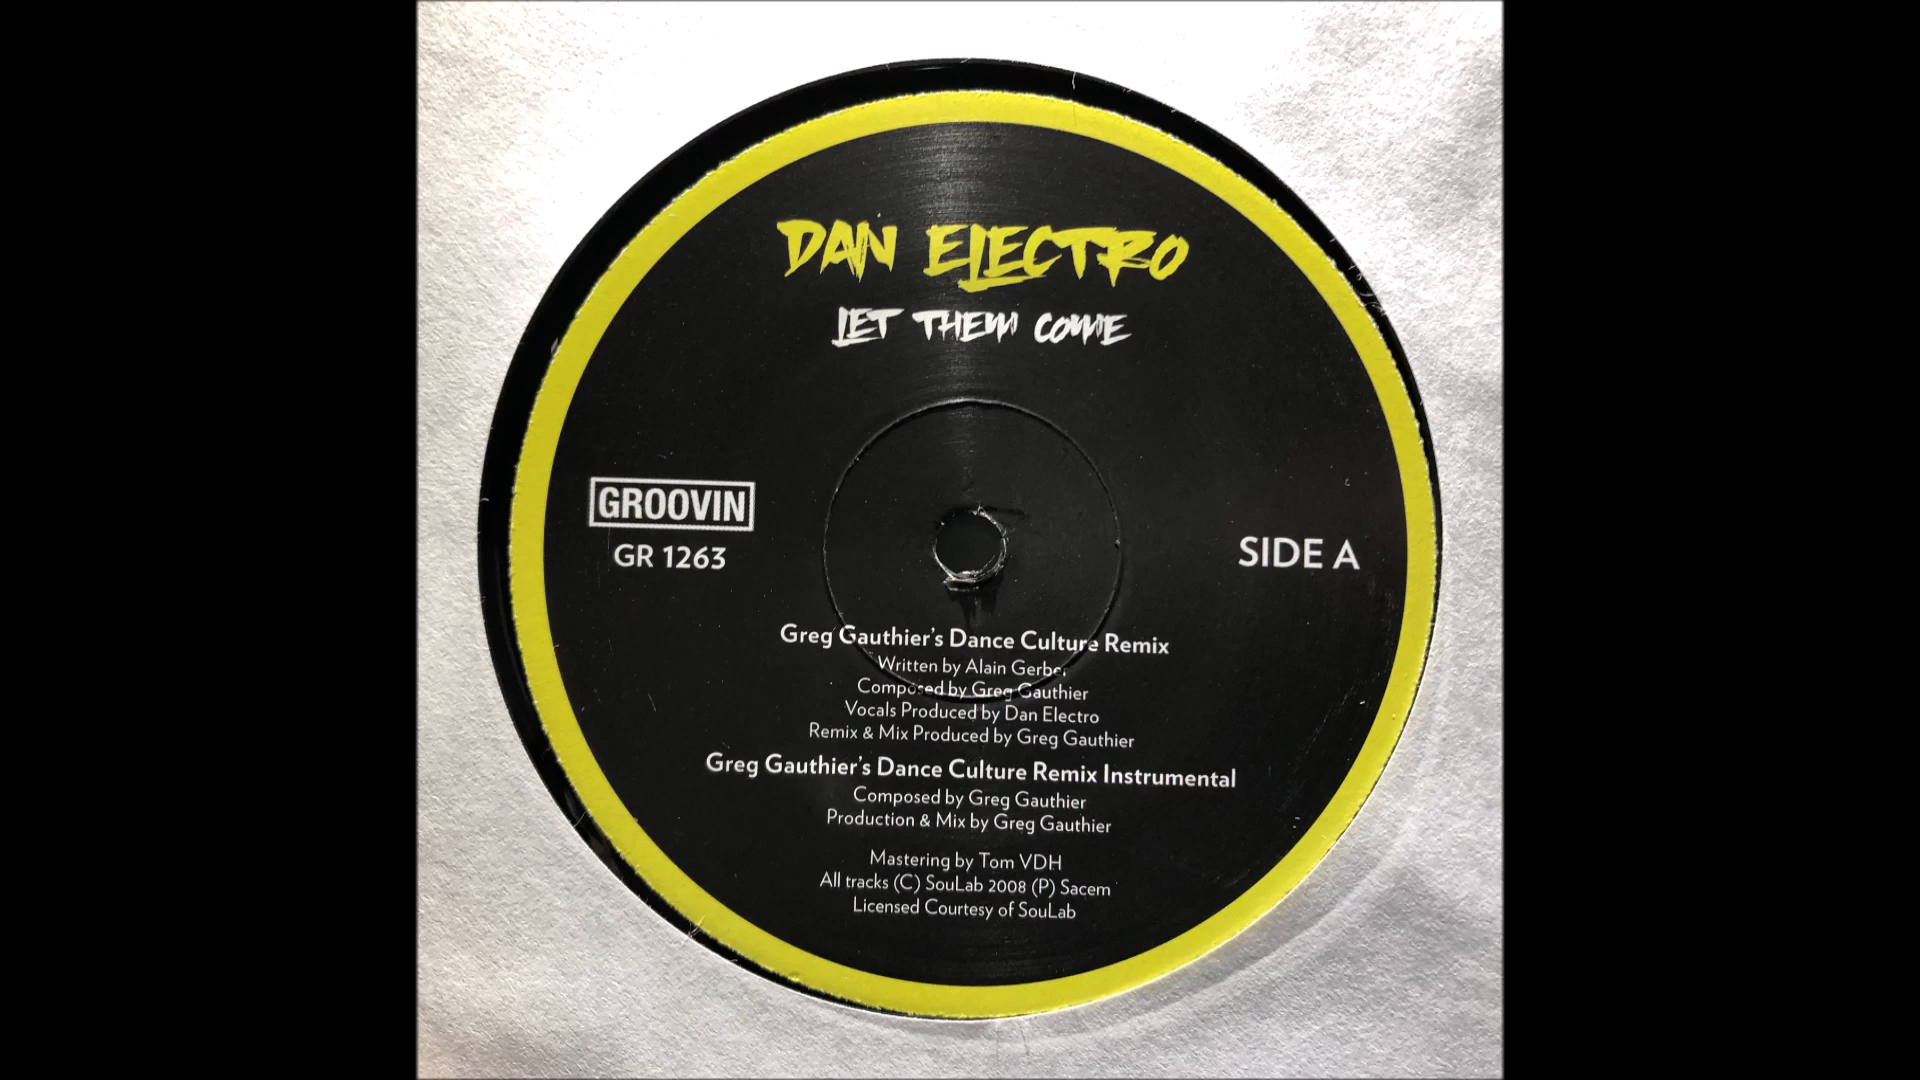 DAN ELECTRO
LET THEM COME
GROOVIN
GR 1263
SIDE A
Greg Gauthier's Dance Culture Remix
Written by Alain Gerber
Composed by Greg Gauthier
Vocals Produced by Dan Electro
Remix & Mix Produced by Greg Gauthier
Greg Gauthier's Dance Culture Remix Instrumental
Composed by Greg Gauthier
Production & Mix by Greg Gauthier
Mastering by Tom VDH
All tracks (C) SouLab 2008 (P) Sacem
Licensed Courtesy of SouLab